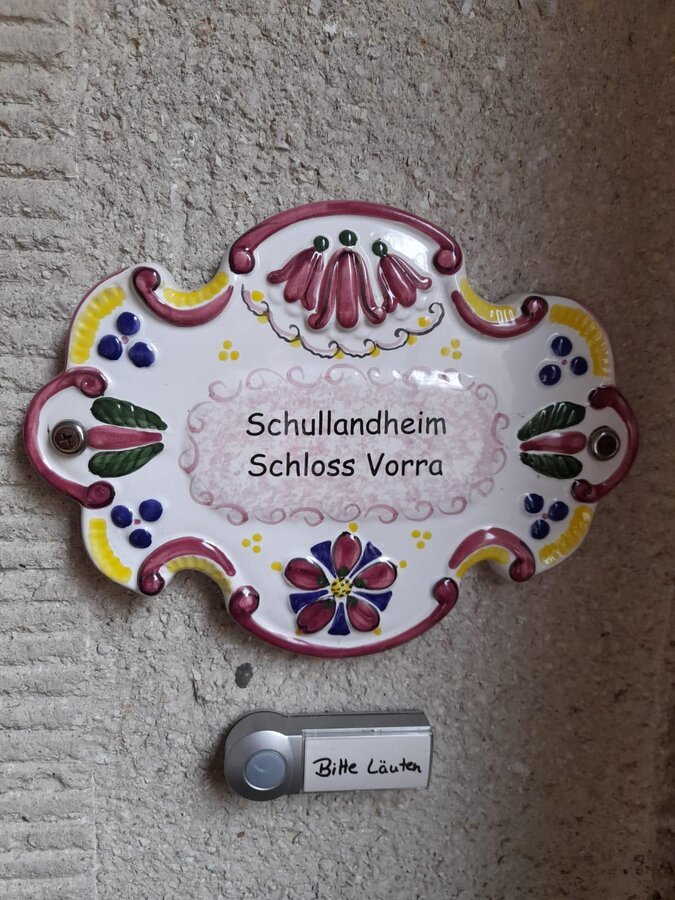 Schullandheim
Schloss Vorra
Bitte Läuten